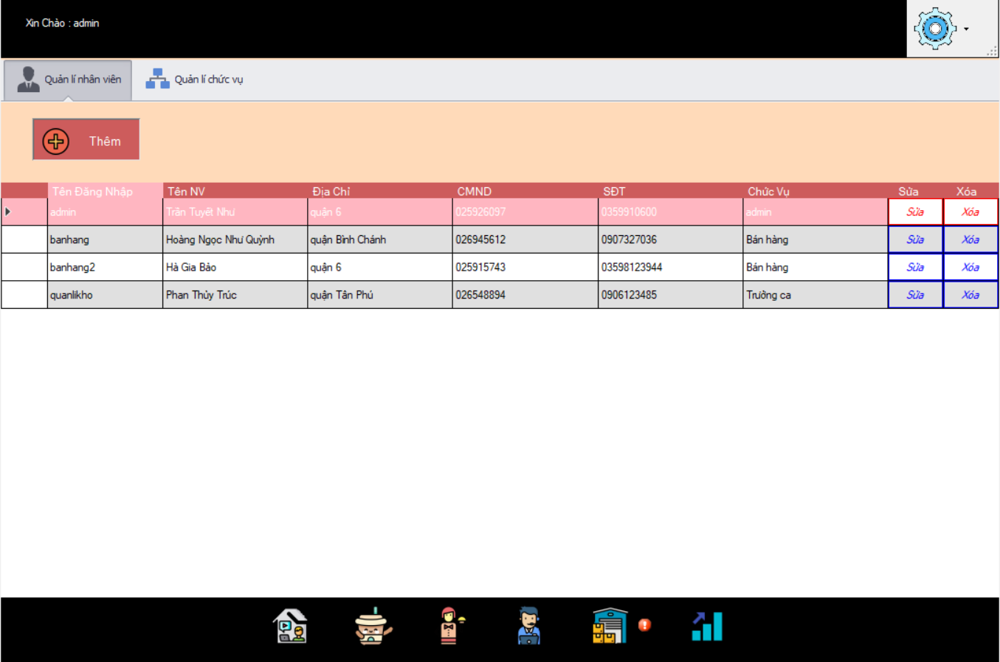 Xin Chào : admin
Quản lí nhân viên
Quản lí chức vụ
Thêm
Tên Đăng Nhập Tên NV Địa Chỉ CMND SĐT Chức Vụ Sửa Xóa
admin Trần Tuyết Như quận 6 025926097 0359910600 admin Sửa Xóa
banhang Hoàng Ngọc Như Quỳnh quận Bình Chánh 026945612 0907327036 Bán hàng Sửa Xóa
banhang2 Hà Gia Bảo quận 6 025915743 03598123944 Bán hàng Sửa Xóa
quanlikho Phan Thủy Trúc quận Tân Phú 026548894 0906123485 Trưởng ca Sửa Xóa